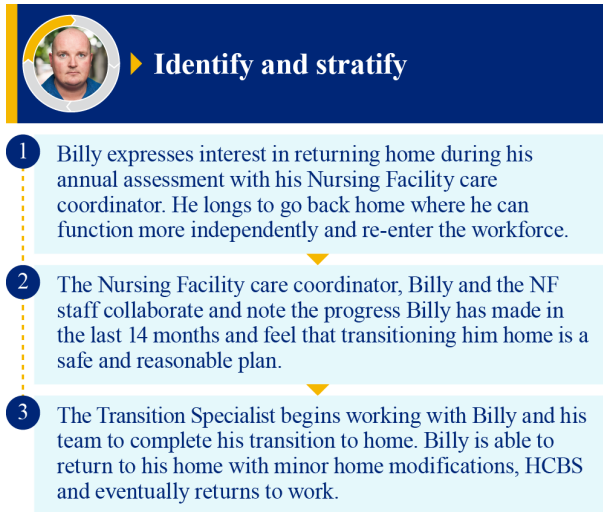 Identify and stratify
1
Billy expresses interest in returning home during his
annual assessment with his Nursing Facility care
coordinator. He longs to go back home where he can
function more independently and re-enter the workforce.
2
The Nursing Facility care coordinator, Billy and the NF
staff collaborate and note the progress Billy has made in
the last 14 months and feel that transitioning him home is a
safe and reasonable plan.
3
The Transition Specialist begins working with Billy and his
team to complete his transition to home. Billy is able to
return to his home with minor home modifications, HCBS
and eventually returns to work.